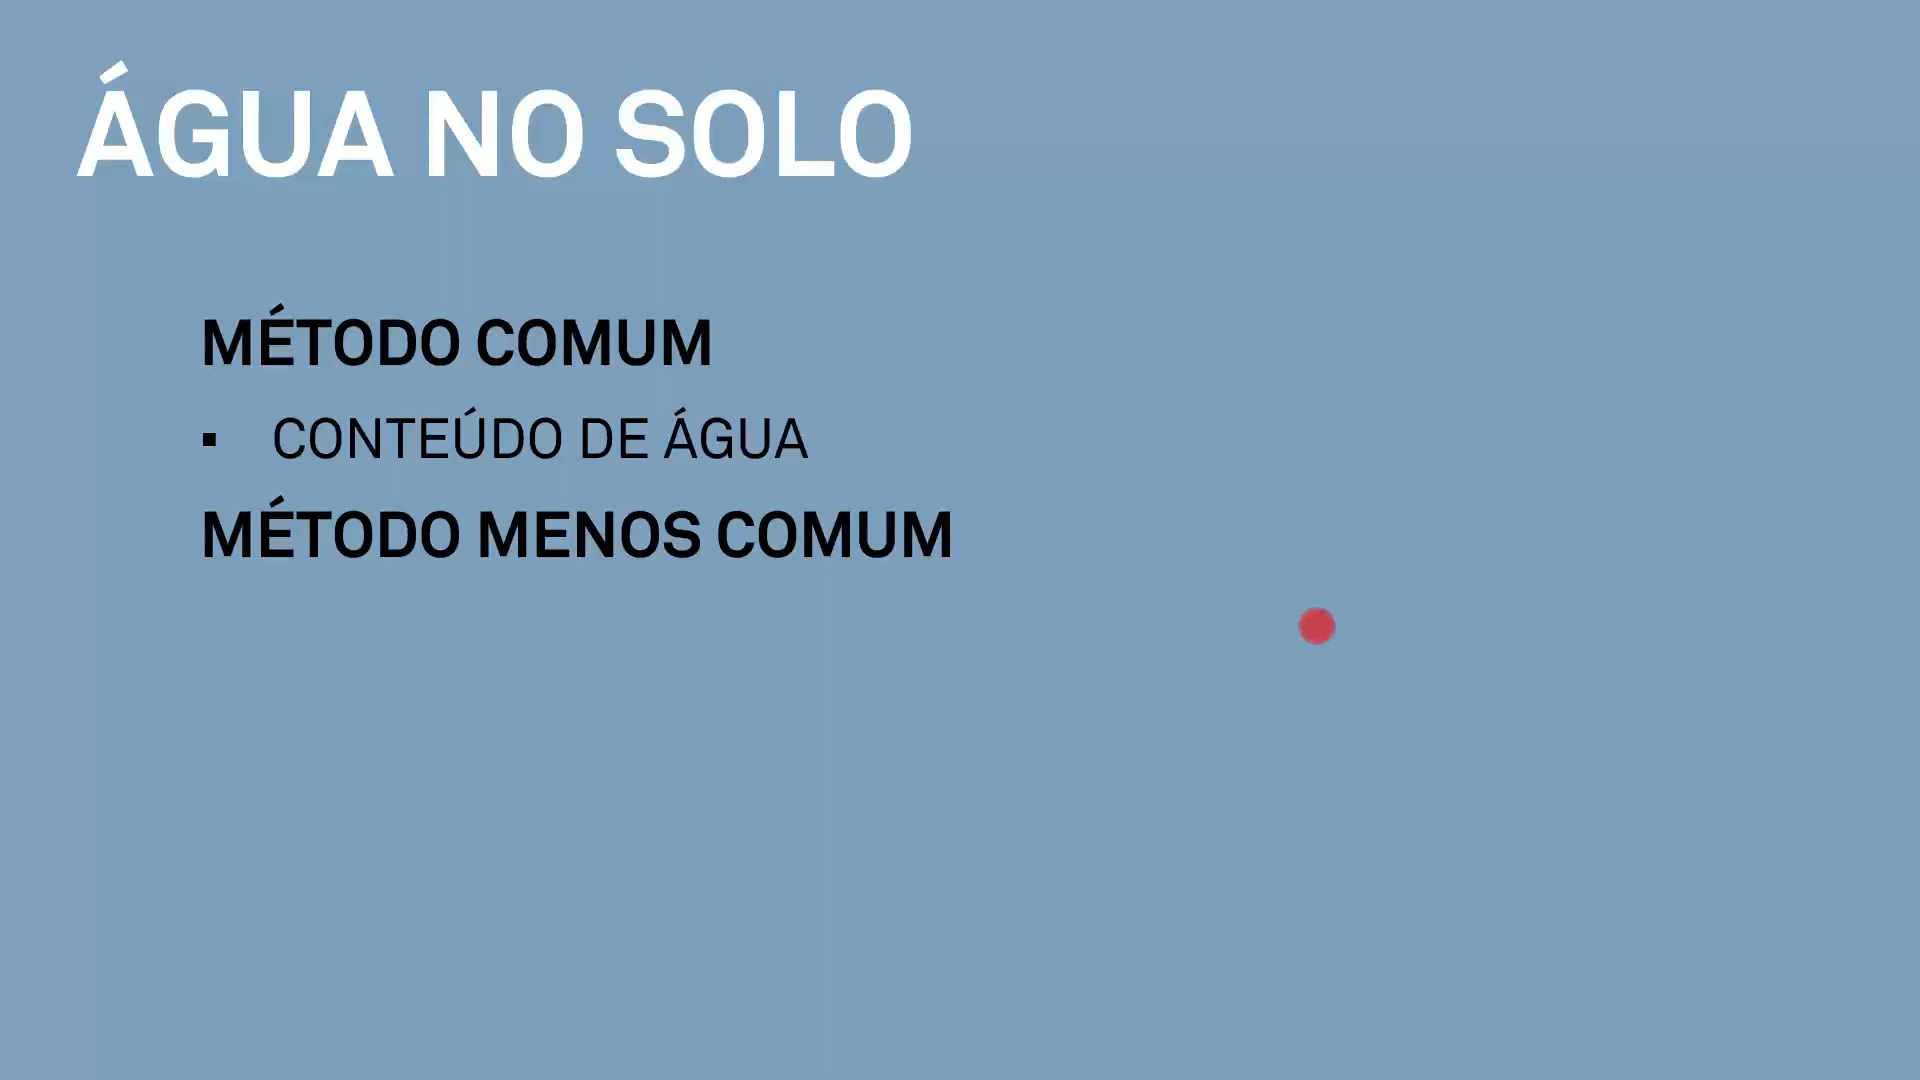 ÁGUA NO SOLO
MÉTODO COMUM
▪ CONTEÚDO DE ÁGUA
MÉTODO MENOS COMUM